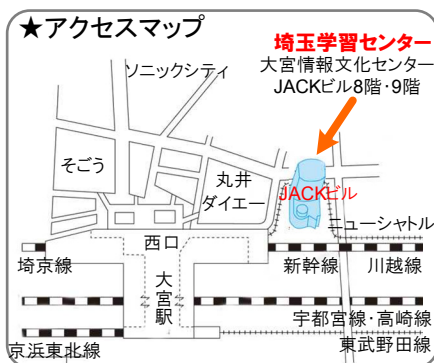 ★アクセスマップ
埼玉学習センター
大宮情報文化センター
JACKビル8階・9階
ソニックシティ
そごう
丸井
ダイエー
JACKビル
ニューシャトル
西口
埼京線
新幹線
川越線
大宮駅
宇都宮線・高崎線
京浜東北線
東武野田線